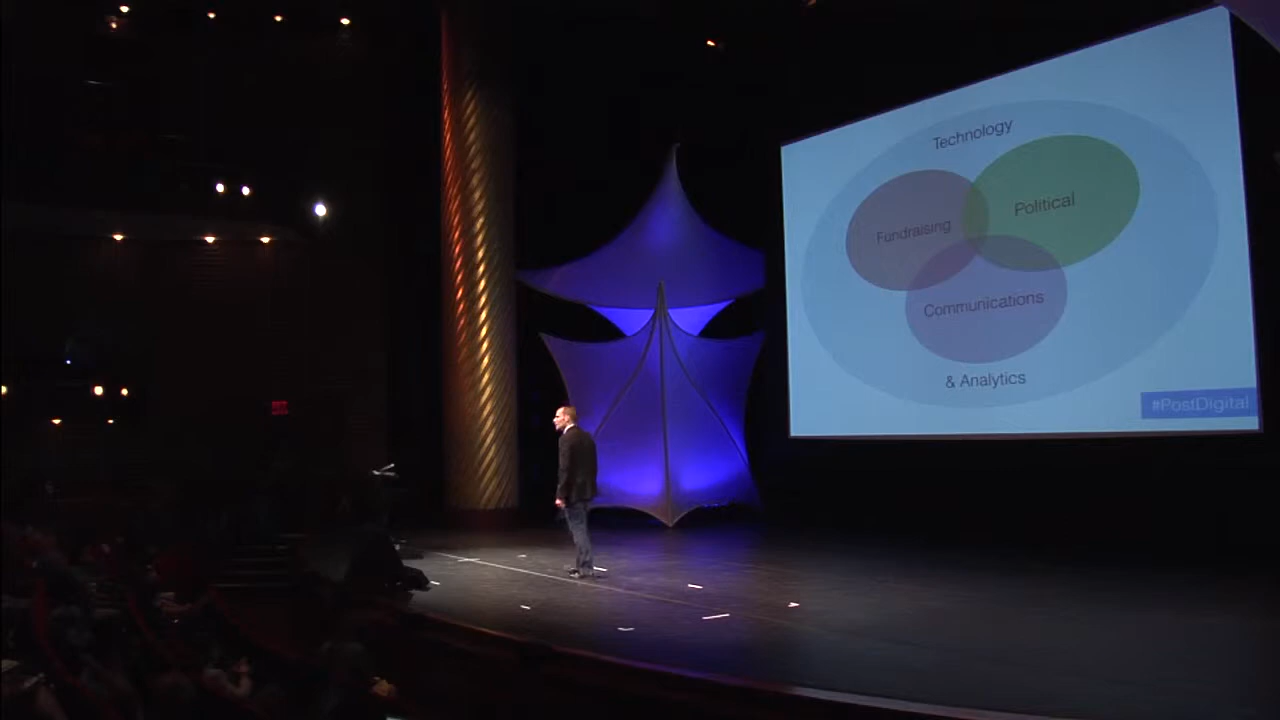 Technology
Political
Fundraising
Communications
& Analytics
#PostDigital